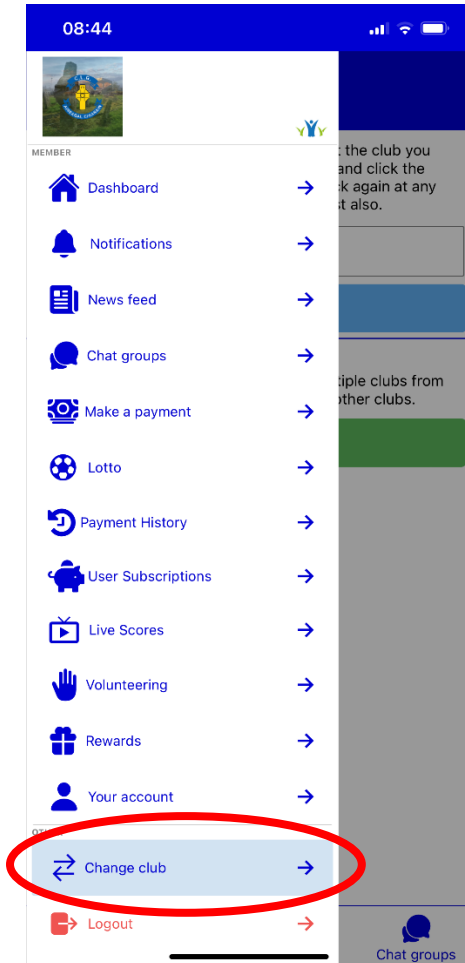 08:44
MEMBER
Dashboard
Notifications
News feed
Chat groups
Make a payment
Lotto
Payment History
User Subscriptions
Live Scores
Volunteering
Rewards
Your account
Change club
Logout
the club you
and click the
again at any
also.
clubs from
other clubs.
Chat groups